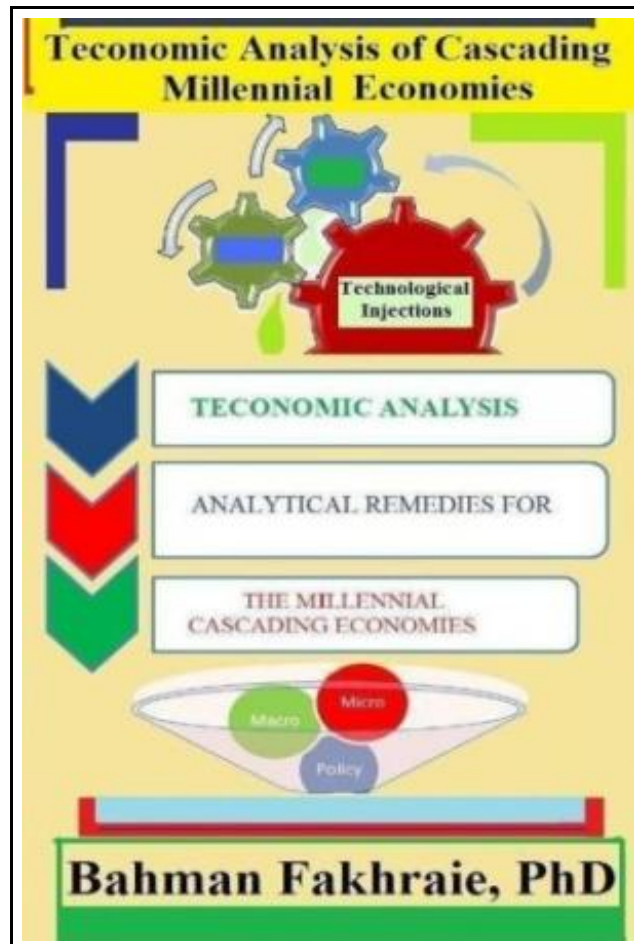 Teconomic Analysis of Cascading
Millennial Economies
Technological
Injections
TECONOMIC ANALYSIS
ANALYTICAL REMEDIES FOR
THE MILLENNIAL
CASCADING ECONOMIES
Micro
Macro
Policy
Bahman Fakhraie, PhD